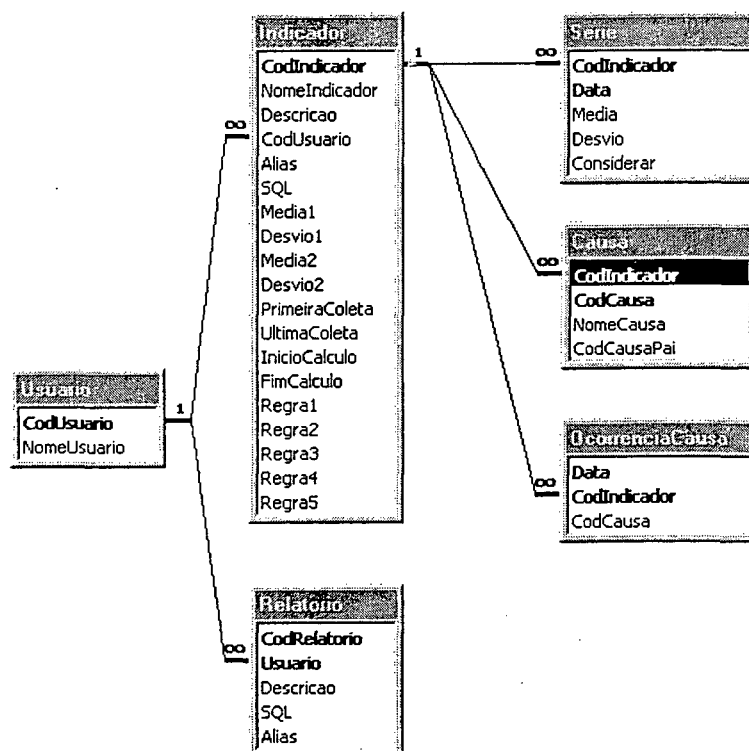 Indicador
CodIndicador
NomeIndicador
Descricao
CodUsuario
Alias
SQL
Media1
Desvio1
Media2
Desvio2
PrimeiraColeta
UltimaColeta
InicioCalculo
FimCalculo
Regra1
Regra2
Regra3
Regra4
Regra5
1
∞
Serie
CodIndicador
Data
Media
Desvio
Considerar
∞
Causa
CodIndicador
CodCausa
NomeCausa
CodCausaPai
∞
OcorrenciaCausa
Data
CodIndicador
CodCausa
∞
Usuario
CodUsuario
NomeUsuario
1
Relatorio
CodRelatorio
Usuario
Descricao
SQL
Alias
∞